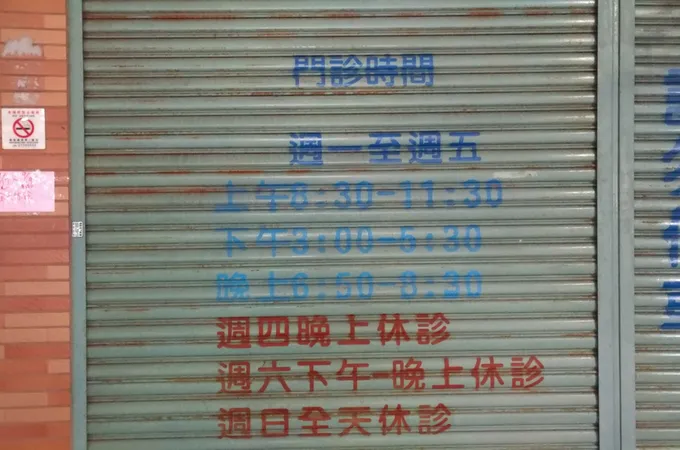 門診時間
週一至週五
上午8:30-11:30
下午3:00-5:30
晚上6:50-8:30
週四晚上休診
週六下午-晚上休診
週日全天休診